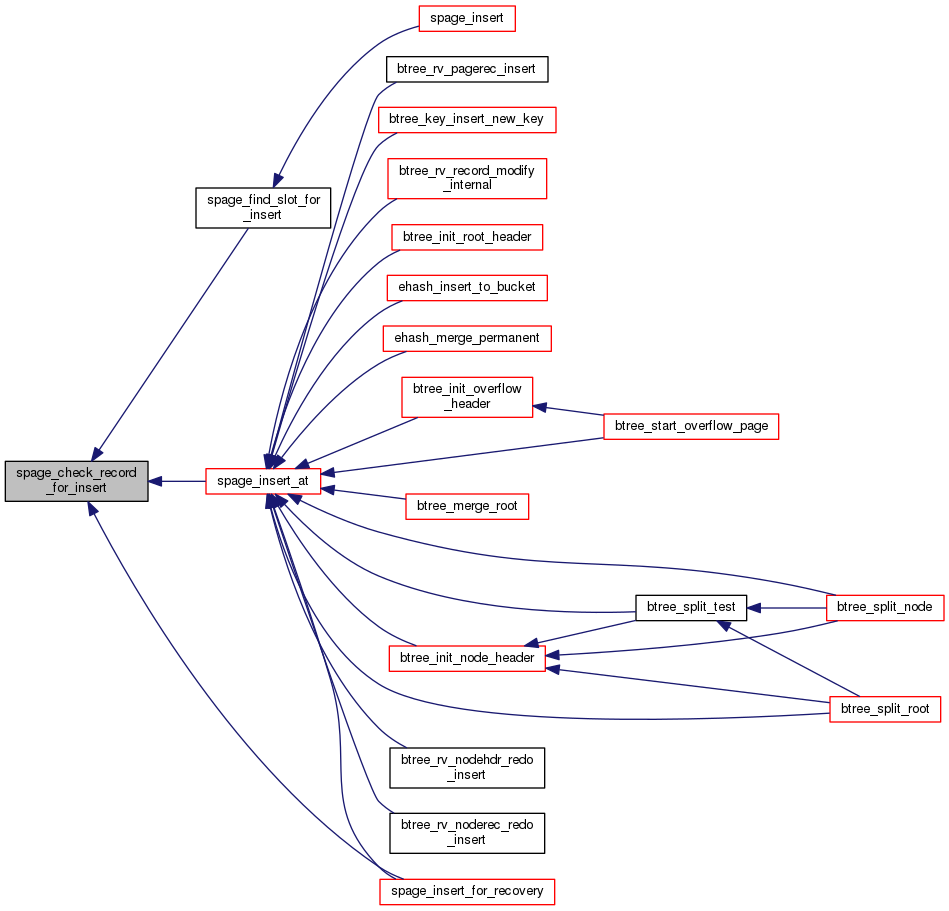 spage_insert
btree_rv_pagerec_insert
btree_key_insert_new_key
btree_rv_record_modify
_internal
spage_find_slot_for
_insert
btree_init_root_header
ehash_insert_to_bucket
ehash_merge_permanent
btree_init_overflow
_header
btree_start_overflow_page
spage_check_record
_for_insert
spage_insert_at
btree_merge_root
btree_split_test
btree_split_node
btree_init_node_header
btree_split_root
btree_rv_nodehdr_redo
_insert
btree_rv_noderec_redo
_insert
spage_insert_for_recovery